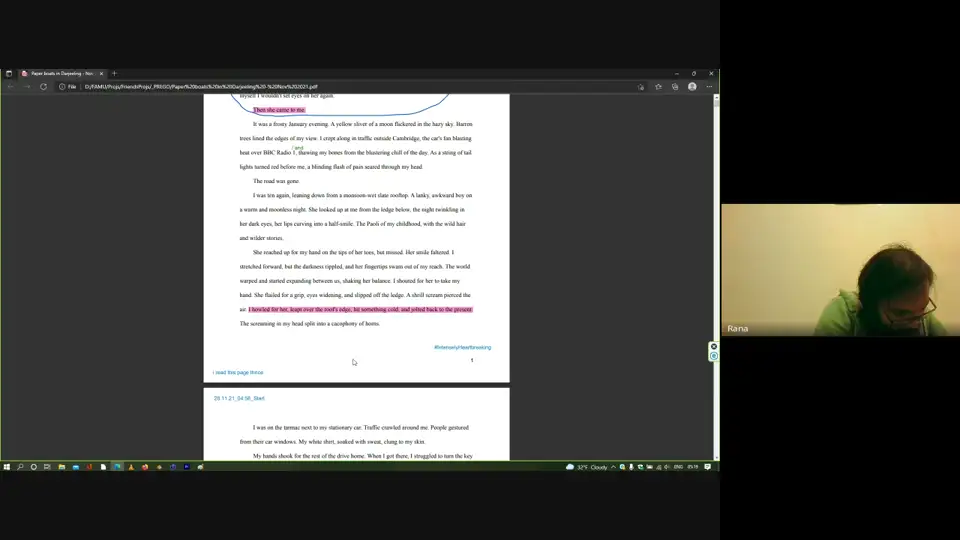 Paper boats in Darjeeling - Nov
File
D:/FAMU/Projs/FriendsProjs/_PREGO/Paper%20boats%20in%20Darjeeling%20-%20Nov%202021.pdf
myself I wouldn't set eyes on her again.
Then she came to me.
It was a frosty January evening. A yellow sliver of a moon flickered in the hazy sky. Barren
trees lined the edges of my view. I crept along in traffic outside Cambridge, the car's fan blasting
and
heat over BBC Radio 1, thawing my bones from the blustering chill of the day. As a string of tail
lights turned red before me, a blinding flash of pain seared through my head.
The road was gone.
I was ten again, leaning down from a monsoon-wet slate rooftop. A lanky, awkward boy on
a warm and moonless night. She looked up at me from the ledge below, the night twinkling in
her dark eyes, her lips curving into a half-smile. The Paoli of my childhood, with the wild hair
and wilder stories.
She reached up for my hand on the tips of her toes, but missed. Her smile faltered. I
stretched forward, but the darkness rippled, and her fingertips swam out of my reach. The world
warped and started expanding between us, shaking her balance. I shouted for her to take my
hand. She flailed for a grip, eyes widening, and slipped off the ledge. A shrill scream pierced the
air. I howled for her, leapt over the roof's edge, hit something cold, and jolted back to the present.
The screaming in my head split into a cacophony of horns.
#IntenselyHeartbreaking
1
i read this page thrice
28.11.21_04:58_Start
I was on the tarmac next to my stationary car. Traffic crawled around me. People gestured
from their car windows. My white shirt, soaked with sweat, clung to my skin.
My hands shook for the rest of the drive home. When I got there, I struggled to turn the key
Rana
32°F Cloudy
ENG